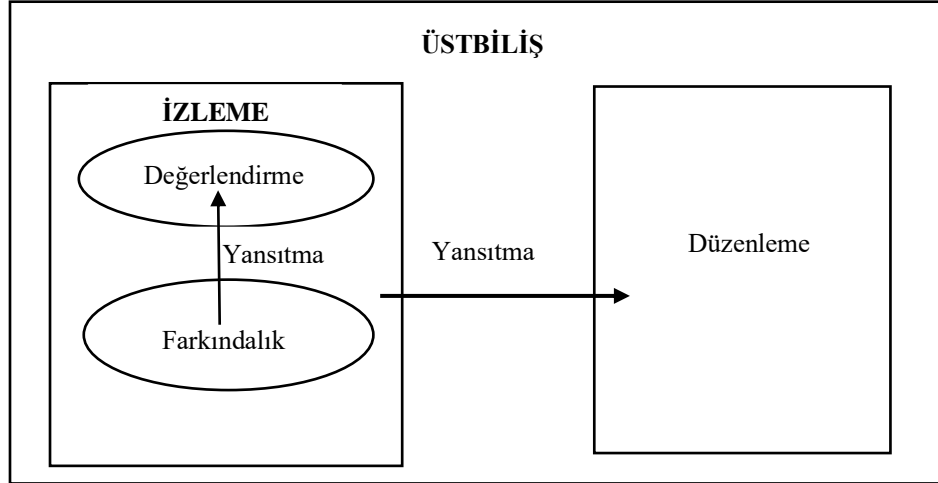 ÜSTBİLİŞ
İZLEME
Değerlendirme
Yansıtma
Farkındalık
Yansıtma
Düzenleme